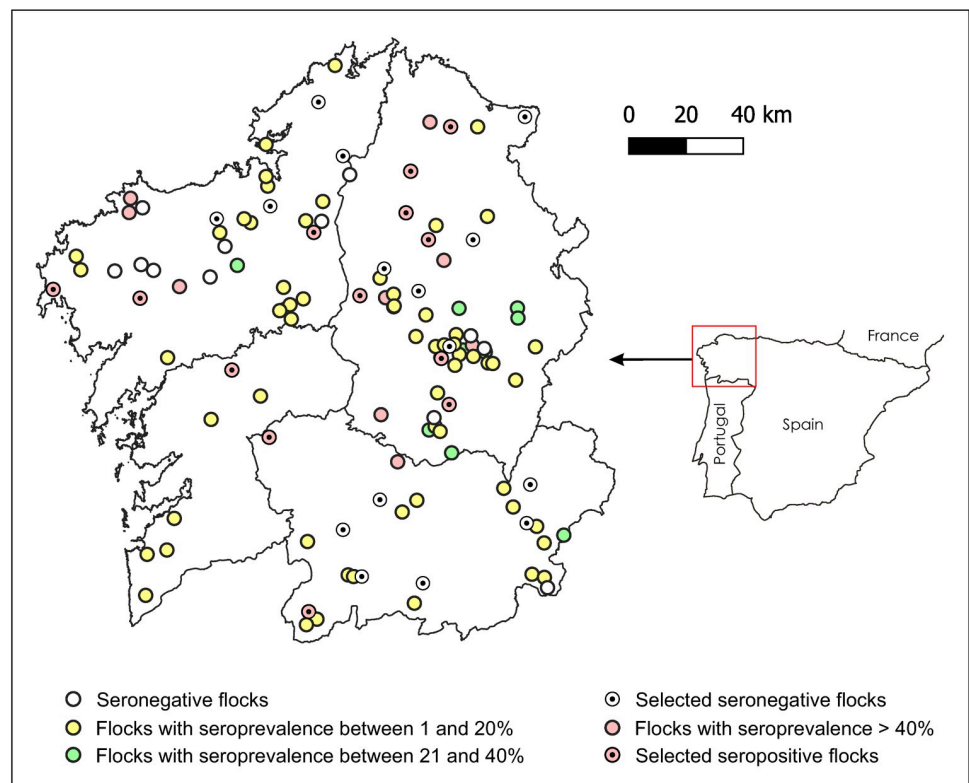 0 20 40 km
France
Portugal
Spain
Seronegative flocks
Flocks with seroprevalence between 1 and 20%
Flocks with seroprevalence between 21 and 40%
Selected seronegative flocks
Flocks with seroprevalence > 40%
Selected seropositive flocks